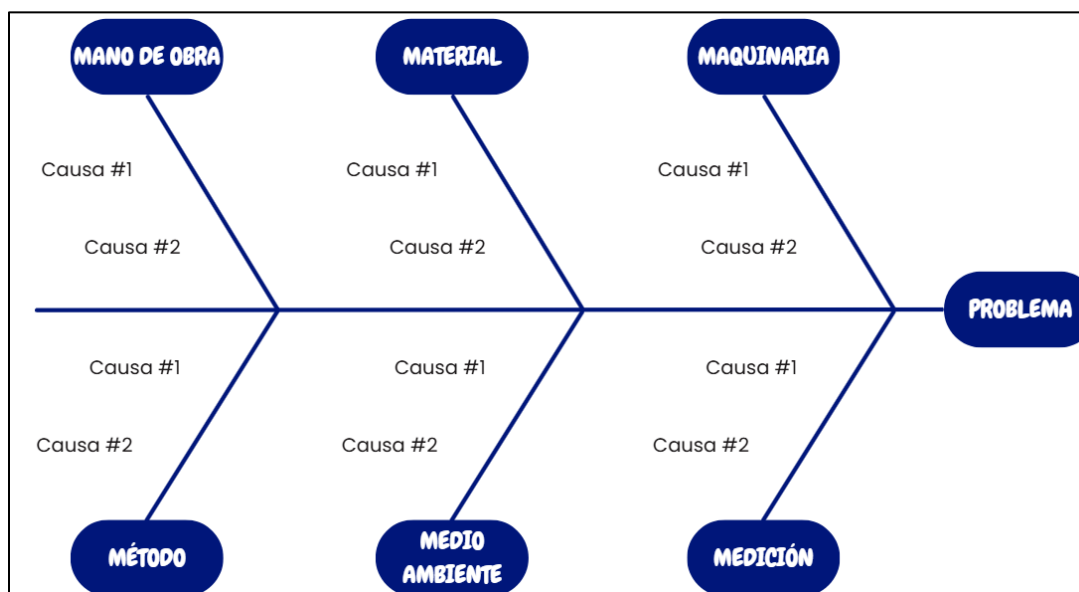 MANO DE OBRA
MATERIAL
MAQUINARIA
Causa #1
Causa #1
Causa #1
Causa #2
Causa #2
Causa #2
PROBLEMA
Causa #1
Causa #1
Causa #1
Causa #2
Causa #2
Causa #2
MÉTODO
MEDIO
AMBIENTE
MEDICIÓN